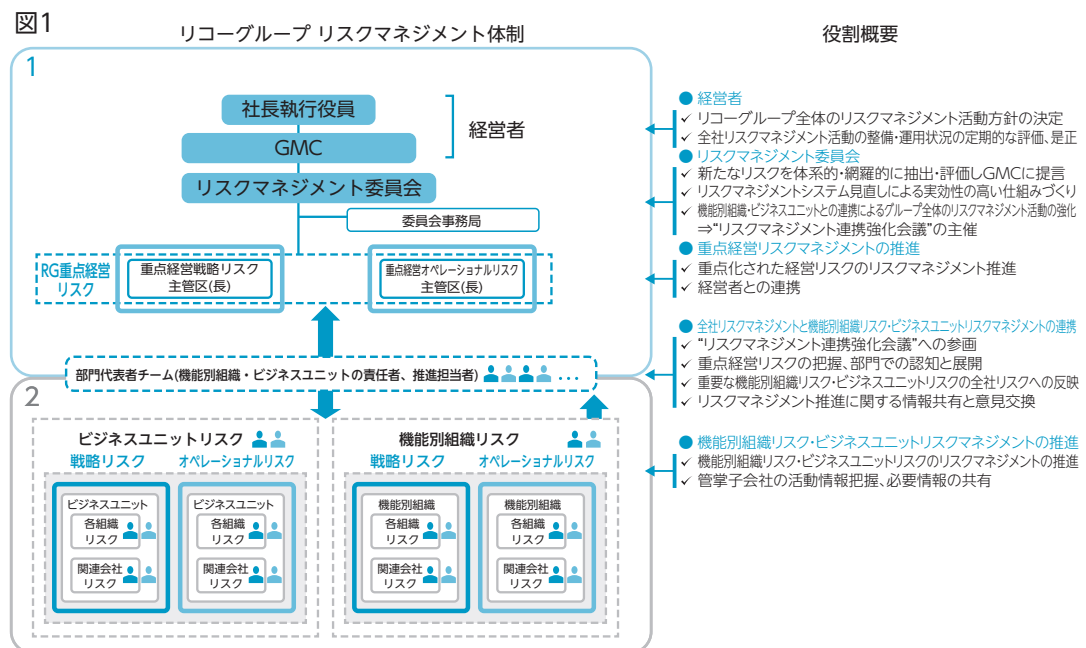 図1
リコーグループ リスクマネジメント体制
役割概要
1
社長執行役員
GMC
経営者
リスクマネジメント委員会
委員会事務局
RG重点経営
リスク
重点経営戦略リスク
主管区(長)
重点経営オペレーショナルリスク
主管区(長)
部門代表者チーム(機能別組織・ビジネスユニットの責任者、推進担当者)
...
2
ビジネスユニットリスク
戦略リスク
オペレーショナルリスク
ビジネスユニット
各組織
リスク
関連会社
リスク
ビジネスユニット
各組織
リスク
関連会社
リスク
機能別組織リスク
戦略リスク
オペレーショナルリスク
機能別組織
各組織
リスク
関連会社
リスク
機能別組織
各組織
リスク
関連会社
リスク
● 経営者
✓ リコーグループ全体のリスクマネジメント活動方針の決定
✓ 全社リスクマネジメント活動の整備・運用状況の定期的な評価、是正
● リスクマネジメント委員会
✓ 新たなリスクを体系的・網羅的に抽出・評価しGMCに提言
✓ リスクマネジメントシステム見直しによる実効性の高い仕組みづくり
✓ 機能別組織・ビジネスユニットとの連携によるグループ全体のリスクマネジメント活動の強化
⇒“リスクマネジメント連携強化会議”の主催
● 重点経営リスクマネジメントの推進
✓ 重点化された経営リスクのリスクマネジメント推進
✓ 経営者との連携
● 全社リスクマネジメントと機能別組織リスク・ビジネスユニットリスクマネジメントの連携
✓ “リスクマネジメント連携強化会議”への参画
✓ 重点経営リスクの把握、部門での認知と展開
✓ 重要な機能別組織リスク・ビジネスユニットリスクの全社リスクへの反映
✓ リスクマネジメント推進に関する情報共有と意見交換
● 機能別組織リスク・ビジネスユニットリスクマネジメントの推進
✓ 機能別組織リスク・ビジネスユニットリスクのリスクマネジメントの推進
✓ 管掌子会社の活動情報把握、必要情報の共有